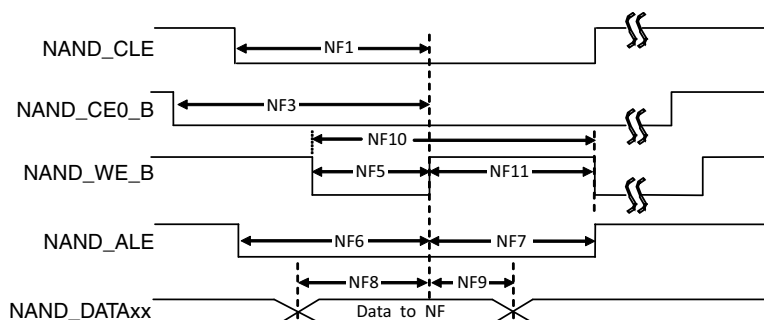 NAND_CLE
NF1
NAND_CE0_B
NF3
NF10
NAND_WE_B
NF5
NF11
NAND_ALE
NF6
NF7
NF8
NF9
NAND_DATAxx
Data to NF